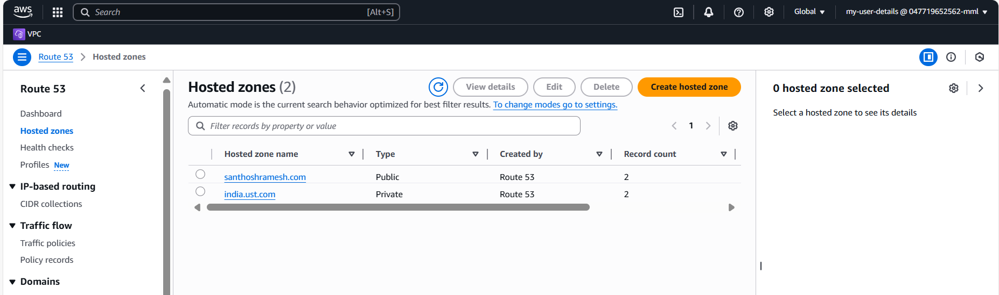 aws
Search [Alt+S] Global my-user-details @ 047719652562-mml
VPC
Route 53 Hosted zones
Route 53
Dashboard
Hosted zones
Health checks
Profiles New
IP-based routing
CIDR collections
Traffic flow
Traffic policies
Policy records
Domains
Hosted zones (2) View details Edit Delete Create hosted zone
Automatic mode is the current search behavior optimized for best filter results. To change modes go to settings.
Filter records by property or value 1
Hosted zone name Type Created by Record count
santhoshramesh.com Public Route 53 2
india.ust.com Private Route 53 2
0 hosted zone selected
Select a hosted zone to see its details